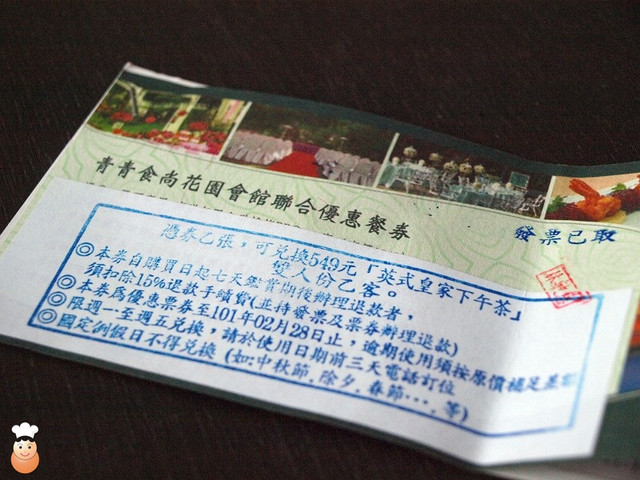 青青食尚花園會館聯合優惠餐券
發票已取
憑券乙張，可兌換549元「英式皇家下午茶」
雙人份乙客。
◎本券自購買日起七天鑑賞期後辦理退款者，
須扣除15%退款手續費(並持發票及票券辦理退款)
◎本券為優惠票券至101年02月28日止，逾期使用須按原價補足差額
◎限週一至週五兌換，請於使用日期前三天電話訂位
◎國定例假日不得兌換 (如:中秋節.除夕.春節….等)